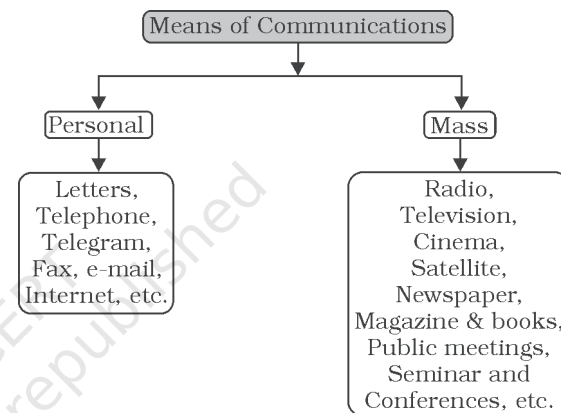 Means of Communications
Personal
Mass
Letters,
Telephone,
Telegram,
Fax, e-mail,
Internet, etc.
Radio,
Television,
Cinema,
Satellite,
Newspaper,
Magazine & books,
Public meetings,
Seminar and
Conferences, etc.
republished